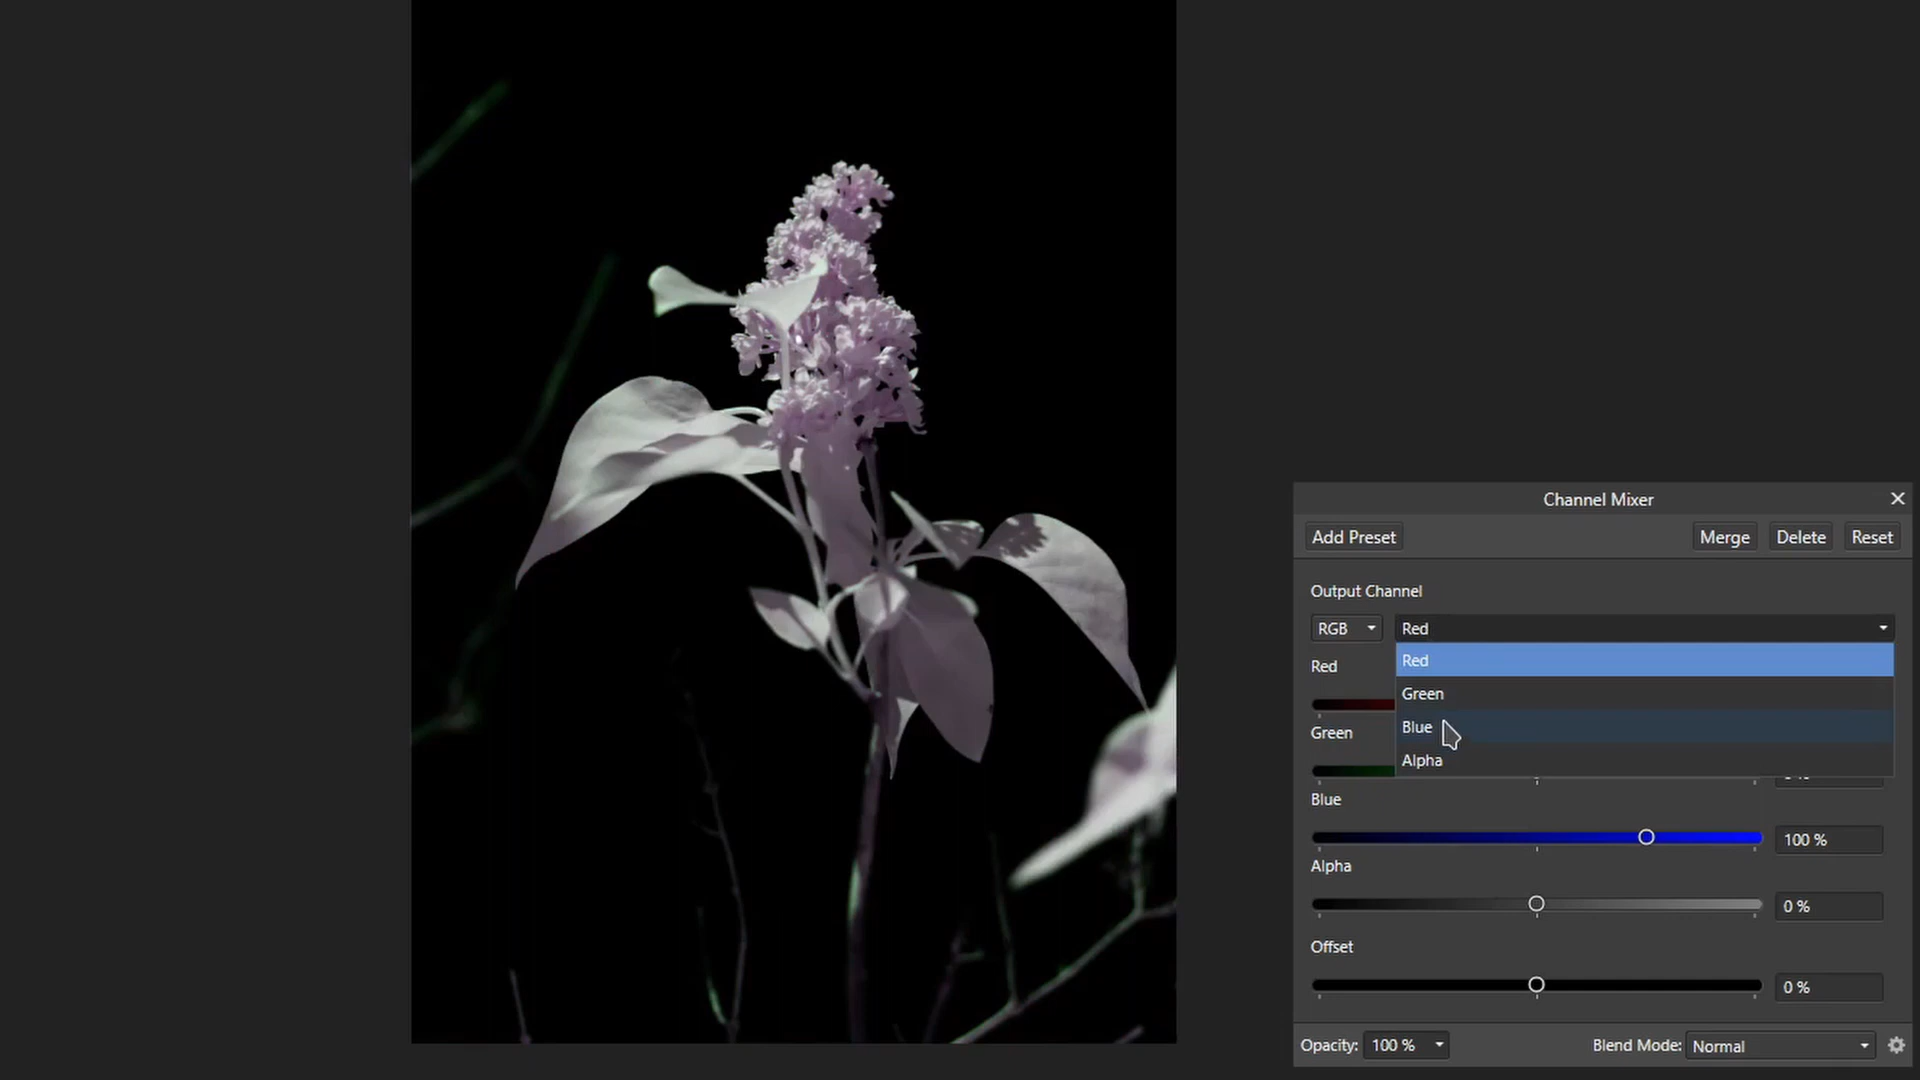 Channel Mixer
Add Preset
Merge
Delete
Reset
Output Channel
RGB
Red
Red
Red
Green
Green
Blue
Alpha
Blue
100 %
Alpha
0 %
Offset
0 %
Opacity: 100 %
Blend Mode: Normal